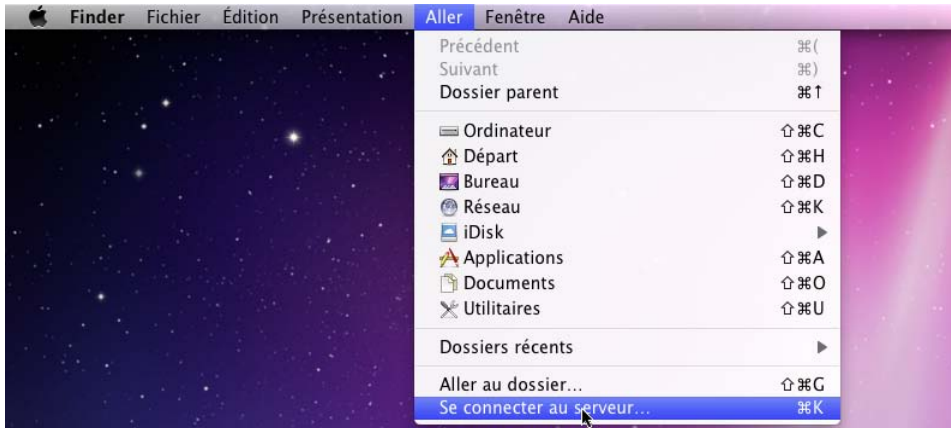 Finder Fichier Édition Présentation Aller Fenêtre Aide
Précédent ⌘(
Suivant ⌘)
Dossier parent ⌘↑
Ordinateur ⇧⌘C
Départ ⇧⌘H
Bureau ⇧⌘D
Réseau ⇧⌘K
iDisk ▶
Applications ⇧⌘A
Documents ⇧⌘O
Utilitaires ⇧⌘U
Dossiers récents ▶
Aller au dossier... ⇧⌘G
Se connecter au serveur... ⌘K